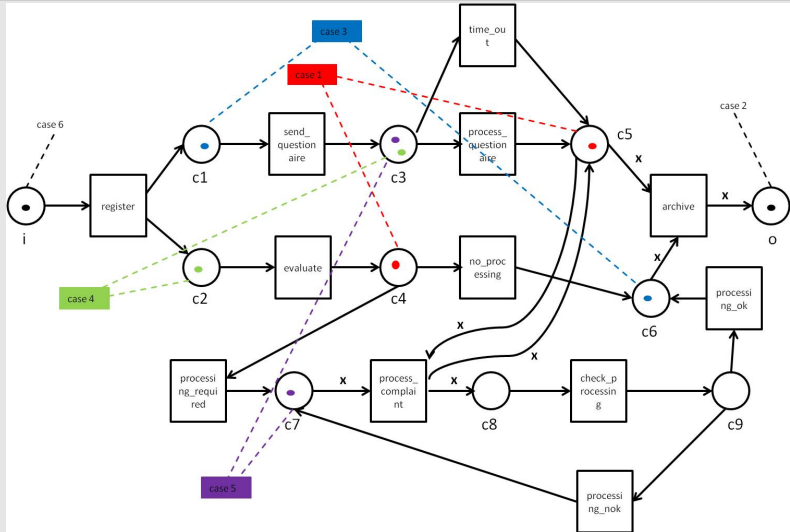 time_ou
t
case 3
case 1
case 2
case 6
c5
send_
question
aire
process_
questionn
aire
x
c1
c3
register
archive
x
i
o
x
evaluate
no_proc
essing
c2
c4
case 4
c6
processi
ng_ok
x
x
processi
ng_requi
red
x
process_
complai
nt
x
check_p
rocessin
g
c7
c8
c9
case 5
processi
ng_nok